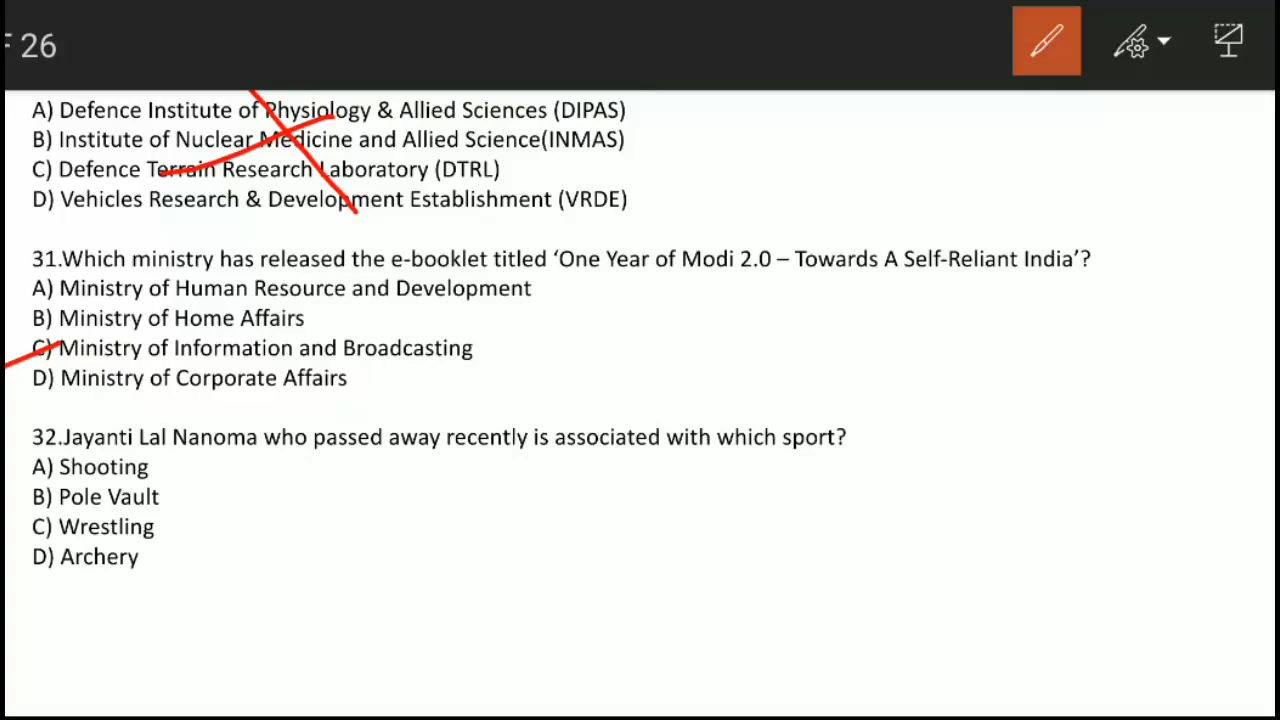 26
A) Defence Institute of Physiology & Allied Sciences (DIPAS)
B) Institute of Nuclear Medicine and Allied Science(INMAS)
C) Defence Terrain Research Laboratory (DTRL)
D) Vehicles Research & Development Establishment (VRDE)
31.Which ministry has released the e-booklet titled ‘One Year of Modi 2.0 – Towards A Self-Reliant India’?
A) Ministry of Human Resource and Development
B) Ministry of Home Affairs
C) Ministry of Information and Broadcasting
D) Ministry of Corporate Affairs
32.Jayanti Lal Nanoma who passed away recently is associated with which sport?
A) Shooting
B) Pole Vault
C) Wrestling
D) Archery